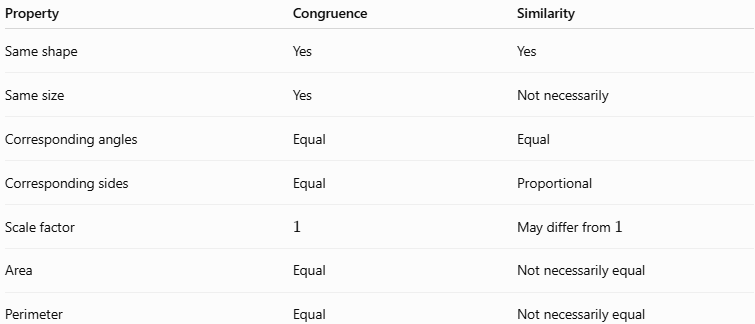 Property Congruence Similarity
Same shape Yes Yes
Same size Yes Not necessarily
Corresponding angles Equal Equal
Corresponding sides Equal Proportional
Scale factor 1 May differ from 1
Area Equal Not necessarily equal
Perimeter Equal Not necessarily equal